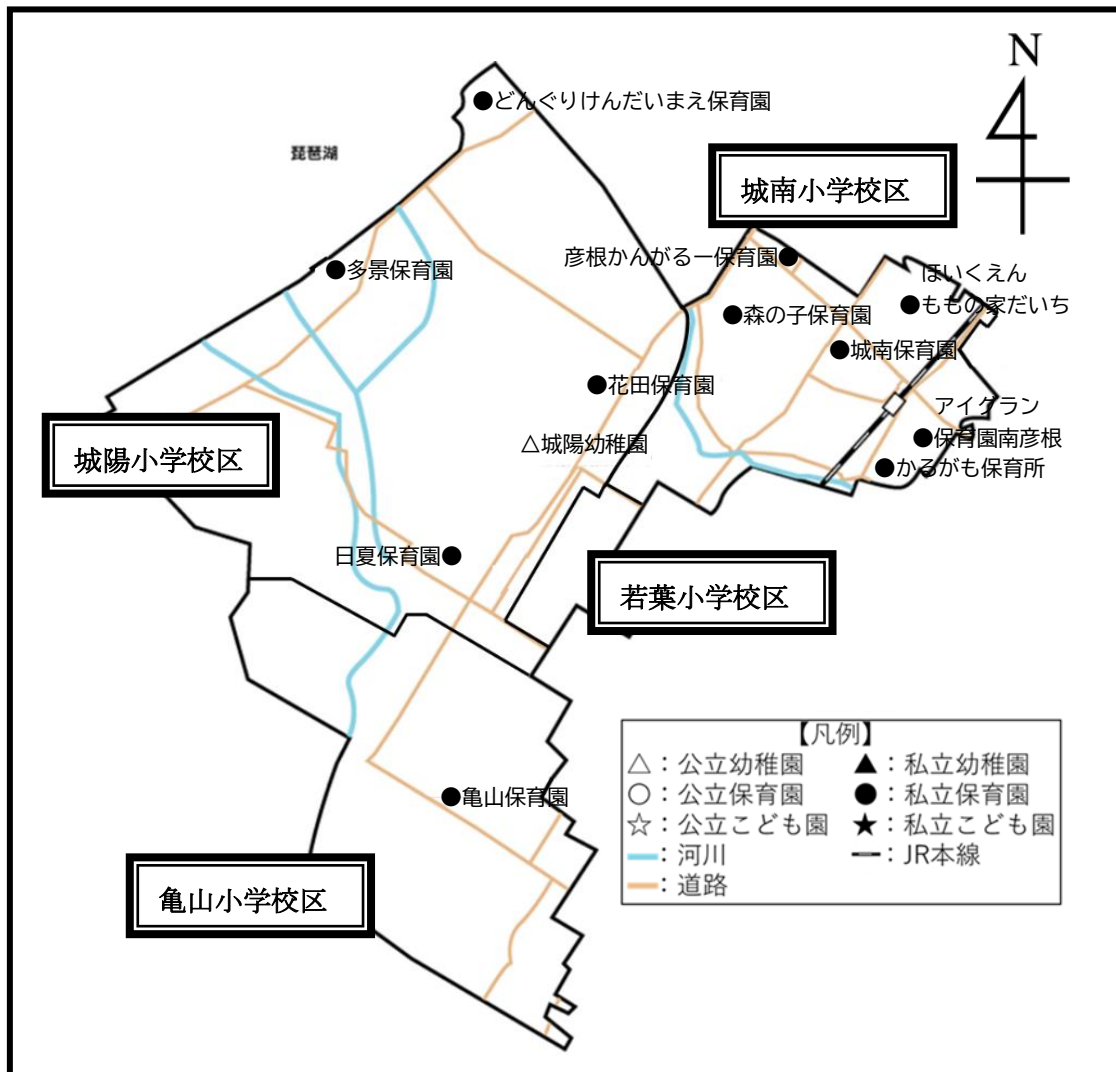 N
●どんぐりけんだいまえ保育園
琵琶湖
城南小学校区
彦根かんがるー保育園●
ほいくえん
●ももの家だいち
●多景保育園
●森の子保育園
●城南保育園
●花田保育園
アイグラン
●保育園南彦根
△城陽幼稚園
城陽小学校区
●かるがも保育所
日夏保育園●
若葉小学校区
【凡例】
△：公立幼稚園 ▲：私立幼稚園
○：公立保育園 ●：私立保育園
☆：公立こども園 ★：私立こども園
：河川 ：JR本線
：道路
●亀山保育園
亀山小学校区